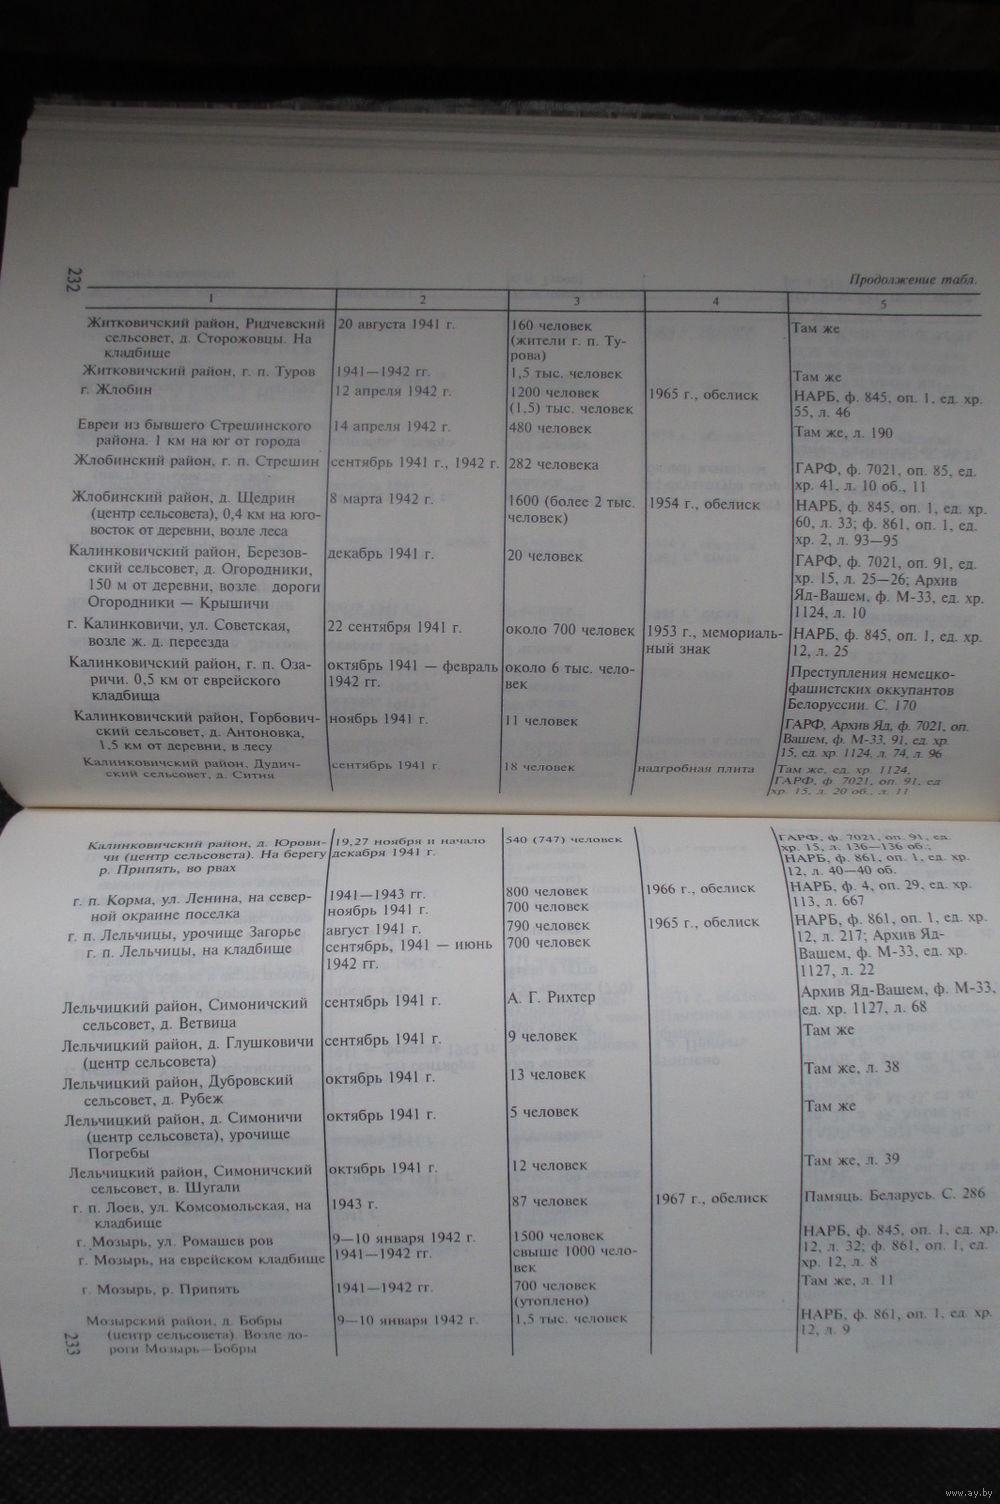 232
Продолжение табл.
1 2 3 4 5
Житковичский район, Ридчевский 20 августа 1941 г. 160 человек Там же
сельсовет, д. Сторожовцы. На (жители г. п. Ту-
кладбище рова)
Житковичский район, г. п. Туров 1941—1942 гг. 1,5 тыс. человек Там же
г. Жлобин 12 апреля 1942 г. 1200 человек 1965 г., обелиск НАРБ, ф. 845, оп. 1, ед. хр.
(1,5) тыс. человек 55, л. 46
Евреи из бывшего Стрешинского 14 апреля 1942 г. 480 человек Там же, л. 190
района. 1 км на юг от города
Жлобинский район, г. п. Стрешин сентябрь 1941 г., 1942 г. 282 человека ГАРФ, ф. 7021, оп. 85, ед.
хр. 41, л. 10 об., 11
Жлобинский район, д. Щедрин 8 марта 1942 г. 1600 (более 2 тыс. 1954 г., обелиск НАРБ, ф. 845, оп. 1, ед. хр.
(центр сельсовета), 0,4 км на юго- человек) 60, л. 33; ф. 861, оп. 1, ед.
восток от деревни, возле леса хр. 2, л. 93—95
Калинковичский район, Березов- декабрь 1941 г. 20 человек ГАРФ, ф. 7021, оп. 91, ед.
ский сельсовет, д. Огородники, хр. 15, л. 25—26; Архив
150 м от деревни, возле дороги Яд-Вашем, ф. М-33, ед. хр.
Огородники — Крышичи 1124, л. 10
г. Калинковичи, ул. Советская, 22 сентября 1941 г. около 700 человек 1953 г., мемориаль- НАРБ, ф. 845, оп. 1, ед. хр.
возле ж. д. переезда ный знак 12, л. 25
Калинковичский район, г. п. Оза- октябрь 1941 — февраль около 6 тыс. чело- Преступления немецко-
ричи. 0,5 км от еврейского 1942 гг. век фашистских оккупантов
кладбища Белоруссии. С. 170
Калинковичский район, Горбович- ноябрь 1941 г. 11 человек ГАРФ, Архив Яд, ф. 7021, оп.
ский сельсовет, д. Антоновка, Вашем, ф. М-33, 91, ед. хр.
1,5 км от деревни, в лесу 15, ед. хр. 1124, л. 74, л. 96
Калинковичский район, Дудич- сентябрь 1941 г. 18 человек надгробная плита Там же, ед. хр. 1124,
ский сельсовет, д. Ситня ГАРФ, ф. 7021, оп. 91, ед
хр. 15, л. 20 об., л. 11
Калинковичский район, д. Юрови- 19,27 ноября и начало 540 (747) человек ГАРФ, ф. 7021, оп. 91, ед.
чи (центр сельсовета). На берегу декабря 1941 г. хр. 15, л. 136—136 об.;
р. Припять, во рвах НАРБ, ф. 861, оп. 1, ед. хр.
12, л. 40—40 об.
г. п. Корма, ул. Ленина, на север- 1941—1943 гг. 800 человек 1966 г., обелиск НАРБ, ф. 4, оп. 29, ед. хр.
ной окраине поселка ноябрь 1941 г. 700 человек 113, л. 667
г. п. Лельчицы, урочище Загорье август 1941 г. 790 человек 1965 г., обелиск НАРБ, ф. 861, оп. 1, ед. хр.
г. п. Лельчицы, на кладбище сентябрь, 1941 — июнь 700 человек 12, л. 217; Архив Яд-
1942 гг. Вашем, ф. М-33, ед. хр.
1127, л. 22
Лельчицкий район, Симоничский сентябрь 1941 г. А. Г. Рихтер Архив Яд-Вашем, ф. М-33,
сельсовет, д. Ветвица ед. хр. 1127, л. 68
Лельчицкий район, д. Глушковичи сентябрь 1941 г. 9 человек Там же
(центр сельсовета)
Лельчицкий район, Дубровский октябрь 1941 г. 13 человек Там же, л. 38
сельсовет, д. Рубеж
Лельчицкий район, д. Симоничи октябрь 1941 г. 5 человек Там же
(центр сельсовета), урочище
Погребы
Лельчицкий район, Симоничский октябрь 1941 г. 12 человек Там же, л. 39
сельсовет, в. Шугали
г. п. Лоев, ул. Комсомольская, на 1943 г. 87 человек 1967 г., обелиск Памяць. Беларусь. С. 286
кладбище
г. Мозырь, ул. Ромашев ров 9—10 января 1942 г. 1500 человек НАРБ, ф. 845, оп. 1, ед. хр.
г. Мозырь, на еврейском кладбище 1941—1942 гг. свыше 1000 чело- 12, л. 32; ф. 861, оп. 1, ед.
век хр. 12, л. 8
г. Мозырь, р. Припять 1941—1942 гг. 700 человек Там же, л. 11
(утоплено)
Мозырский район, д. Бобры 9—10 января 1942 г. 1,5 тыс. человек НАРБ, ф. 861, оп. 1, ед. хр.
(центр сельсовета). Возле до- 12, л. 9
роги Мозырь—Бобры
233
www.ay.by